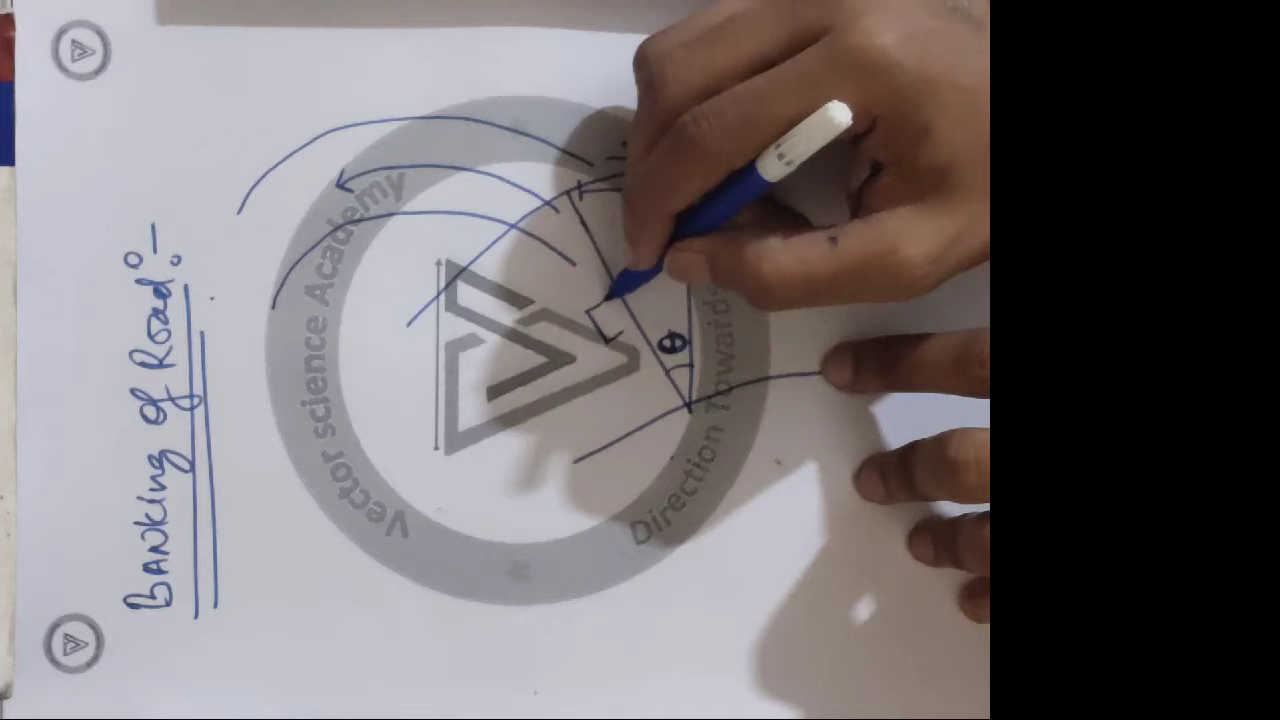 BANKing of Road:-
Vector science Academy
Direction Towards
θ